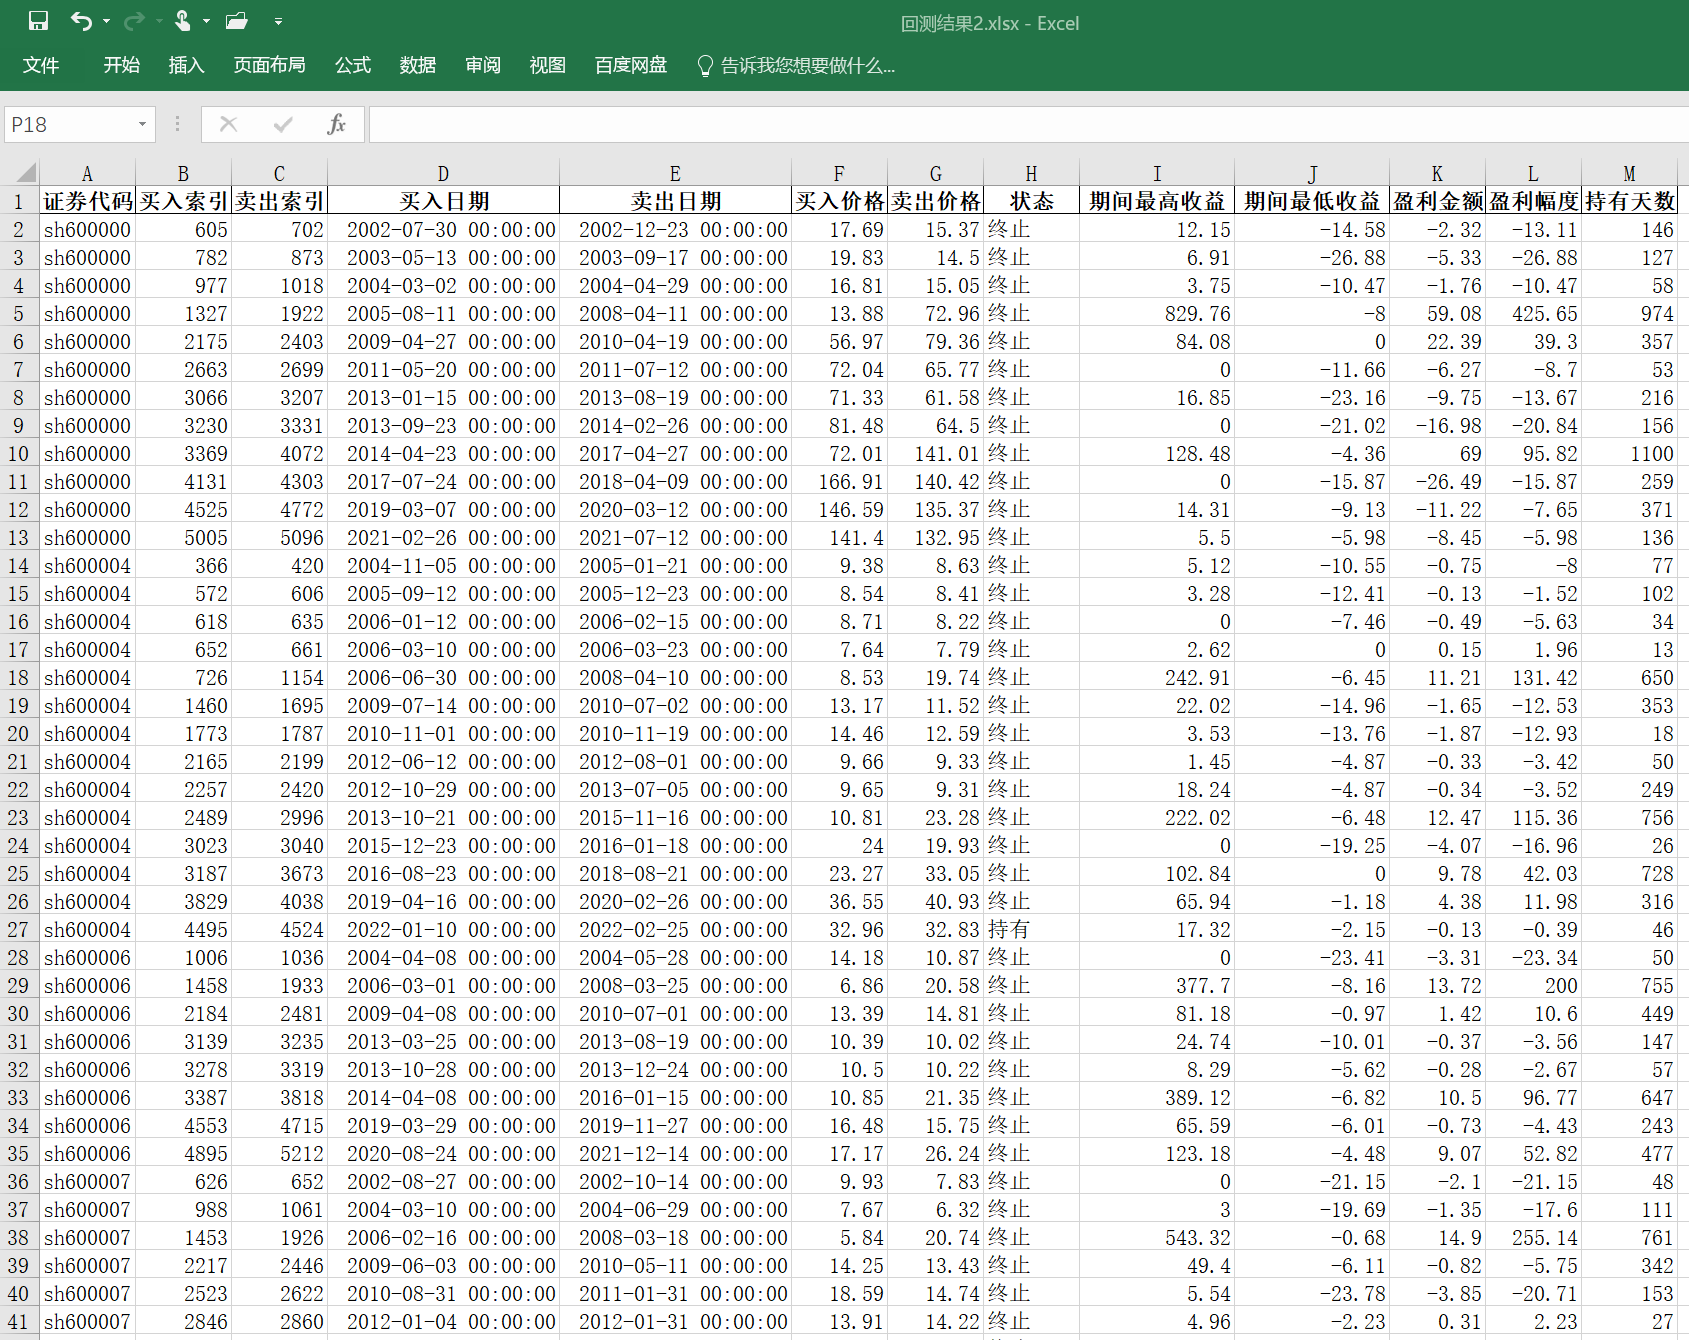 回测结果2.xlsx - Excel
文件 开始 插入 页面布局 公式 数据 审阅 视图 百度网盘 告诉我您想要做什么...
P18 fx
A B C D E F G H I J K L M
1 证券代码 买入索引 卖出索引 买入日期 卖出日期 买入价格 卖出价格 状态 期间最高收益 期间最低收益 盈利金额 盈利幅度 持有天数
2 sh600000 605 702 2002-07-30 00:00:00 2002-12-23 00:00:00 17.69 15.37 终止 12.15 -14.58 -2.32 -13.11 146
3 sh600000 782 873 2003-05-13 00:00:00 2003-09-17 00:00:00 19.83 14.5 终止 6.91 -26.88 -5.33 -26.88 127
4 sh600000 977 1018 2004-03-02 00:00:00 2004-04-29 00:00:00 16.81 15.05 终止 3.75 -10.47 -1.76 -10.47 58
5 sh600000 1327 1922 2005-08-11 00:00:00 2008-04-11 00:00:00 13.88 72.96 终止 829.76 -8 59.08 425.65 974
6 sh600000 2175 2403 2009-04-27 00:00:00 2010-04-19 00:00:00 56.97 79.36 终止 84.08 0 22.39 39.3 357
7 sh600000 2663 2699 2011-05-20 00:00:00 2011-07-12 00:00:00 72.04 65.77 终止 0 -11.66 -6.27 -8.7 53
8 sh600000 3066 3207 2013-01-15 00:00:00 2013-08-19 00:00:00 71.33 61.58 终止 16.85 -23.16 -9.75 -13.67 216
9 sh600000 3230 3331 2013-09-23 00:00:00 2014-02-26 00:00:00 81.48 64.5 终止 0 -21.02 -16.98 -20.84 156
10 sh600000 3369 4072 2014-04-23 00:00:00 2017-04-27 00:00:00 72.01 141.01 终止 128.48 -4.36 69 95.82 1100
11 sh600000 4131 4303 2017-07-24 00:00:00 2018-04-09 00:00:00 166.91 140.42 终止 0 -15.87 -26.49 -15.87 259
12 sh600000 4525 4772 2019-03-07 00:00:00 2020-03-12 00:00:00 146.59 135.37 终止 14.31 -9.13 -11.22 -7.65 371
13 sh600000 5005 5096 2021-02-26 00:00:00 2021-07-12 00:00:00 141.4 132.95 终止 5.5 -5.98 -8.45 -5.98 136
14 sh600004 366 420 2004-11-05 00:00:00 2005-01-21 00:00:00 9.38 8.63 终止 5.12 -10.55 -0.75 -8 77
15 sh600004 572 606 2005-09-12 00:00:00 2005-12-23 00:00:00 8.54 8.41 终止 3.28 -12.41 -0.13 -1.52 102
16 sh600004 618 635 2006-01-12 00:00:00 2006-02-15 00:00:00 8.71 8.22 终止 0 -7.46 -0.49 -5.63 34
17 sh600004 652 661 2006-03-10 00:00:00 2006-03-23 00:00:00 7.64 7.79 终止 2.62 0 0.15 1.96 13
18 sh600004 726 1154 2006-06-30 00:00:00 2008-04-10 00:00:00 8.53 19.74 终止 242.91 -6.45 11.21 131.42 650
19 sh600004 1460 1695 2009-07-14 00:00:00 2010-07-02 00:00:00 13.17 11.52 终止 22.02 -14.96 -1.65 -12.53 353
20 sh600004 1773 1787 2010-11-01 00:00:00 2010-11-19 00:00:00 14.46 12.59 终止 3.53 -13.76 -1.87 -12.93 18
21 sh600004 2165 2199 2012-06-12 00:00:00 2012-08-01 00:00:00 9.66 9.33 终止 1.45 -4.87 -0.33 -3.42 50
22 sh600004 2257 2420 2012-10-29 00:00:00 2013-07-05 00:00:00 9.65 9.31 终止 18.24 -4.87 -0.34 -3.52 249
23 sh600004 2489 2996 2013-10-21 00:00:00 2015-11-16 00:00:00 10.81 23.28 终止 222.02 -6.48 12.47 115.36 756
24 sh600004 3023 3040 2015-12-23 00:00:00 2016-01-18 00:00:00 24 19.93 终止 0 -19.25 -4.07 -16.96 26
25 sh600004 3187 3673 2016-08-23 00:00:00 2018-08-21 00:00:00 23.27 33.05 终止 102.84 0 9.78 42.03 728
26 sh600004 3829 4038 2019-04-16 00:00:00 2020-02-26 00:00:00 36.55 40.93 终止 65.94 -1.18 4.38 11.98 316
27 sh600004 4495 4524 2022-01-10 00:00:00 2022-02-25 00:00:00 32.96 32.83 持有 17.32 -2.15 -0.13 -0.39 46
28 sh600006 1006 1036 2004-04-08 00:00:00 2004-05-28 00:00:00 14.18 10.87 终止 0 -23.41 -3.31 -23.34 50
29 sh600006 1458 1933 2006-03-01 00:00:00 2008-03-25 00:00:00 6.86 20.58 终止 377.7 -8.16 13.72 200 755
30 sh600006 2184 2481 2009-04-08 00:00:00 2010-07-01 00:00:00 13.39 14.81 终止 81.18 -0.97 1.42 10.6 449
31 sh600006 3139 3235 2013-03-25 00:00:00 2013-08-19 00:00:00 10.39 10.02 终止 24.74 -10.01 -0.37 -3.56 147
32 sh600006 3278 3319 2013-10-28 00:00:00 2013-12-24 00:00:00 10.5 10.22 终止 8.29 -5.62 -0.28 -2.67 57
33 sh600006 3387 3818 2014-04-08 00:00:00 2016-01-15 00:00:00 10.85 21.35 终止 389.12 -6.82 10.5 96.77 647
34 sh600006 4553 4715 2019-03-29 00:00:00 2019-11-27 00:00:00 16.48 15.75 终止 65.59 -6.01 -0.73 -4.43 243
35 sh600006 4895 5212 2020-08-24 00:00:00 2021-12-14 00:00:00 17.17 26.24 终止 123.18 -4.48 9.07 52.82 477
36 sh600007 626 652 2002-08-27 00:00:00 2002-10-14 00:00:00 9.93 7.83 终止 0 -21.15 -2.1 -21.15 48
37 sh600007 988 1061 2004-03-10 00:00:00 2004-06-29 00:00:00 7.67 6.32 终止 3 -19.69 -1.35 -17.6 111
38 sh600007 1453 1926 2006-02-16 00:00:00 2008-03-18 00:00:00 5.84 20.74 终止 543.32 -0.68 14.9 255.14 761
39 sh600007 2217 2446 2009-06-03 00:00:00 2010-05-11 00:00:00 14.25 13.43 终止 49.4 -6.11 -0.82 -5.75 342
40 sh600007 2523 2622 2010-08-31 00:00:00 2011-01-31 00:00:00 18.59 14.74 终止 5.54 -23.78 -3.85 -20.71 153
41 sh600007 2846 2860 2012-01-04 00:00:00 2012-01-31 00:00:00 13.91 14.22 终止 4.96 -2.23 0.31 2.23 27